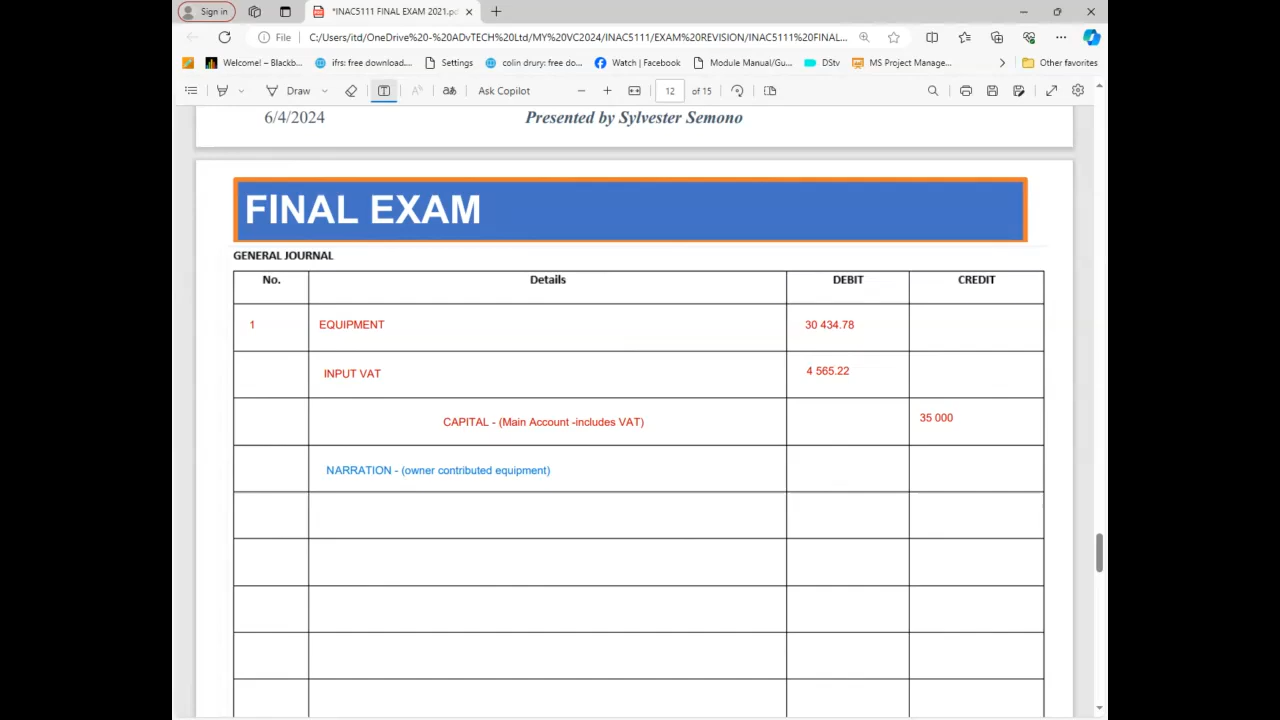 Sign in
*INAC5111 FINAL EXAM 2021.pd
File
C:/Users/itd/OneDrive%20-%20ADvTECH%20Ltd/MY%20VC2024/INAC5111/EXAM%20REVISION/INAC5111%20FINAL...
Welcome! – Blackb...
ifrs: free download....
Settings
colin drury: free do...
Watch | Facebook
Module Manual/Gu...
DStv
MS Project Manage...
Other favorites
Draw
Ask Copilot
12 of 15
6/4/2024
Presented by Sylvester Semono
FINAL EXAM
GENERAL JOURNAL
No. Details DEBIT CREDIT
1 EQUIPMENT 30 434.78
INPUT VAT 4 565.22
CAPITAL - (Main Account -includes VAT) 35 000
NARRATION - (owner contributed equipment)